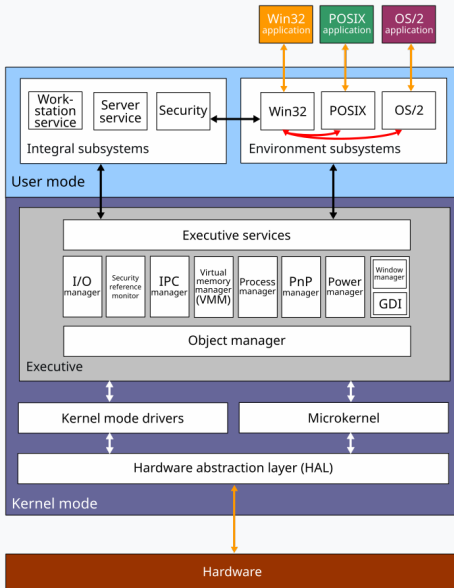 Win32
application
POSIX
application
OS/2
application
Work-
station
service
Server
service
Security
Integral subsystems
Win32
POSIX
OS/2
Environment subsystems
User mode
Executive services
I/O
manager
Security
reference
monitor
IPC
manager
Virtual
memory
manager
(VMM)
Process
manager
PnP
manager
Power
manager
Window
manager
GDI
Object manager
Executive
Kernel mode drivers
Microkernel
Hardware abstraction layer (HAL)
Kernel mode
Hardware